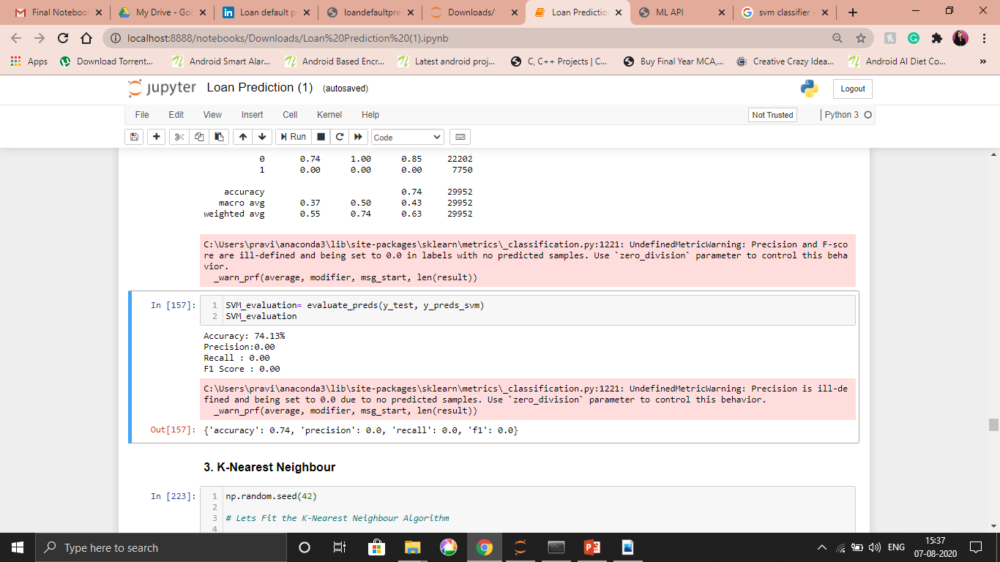 Final Notebook
My Drive - Goo
Loan default p
loandefaultpre
Downloads/
Loan Predictio
ML API
svm classifier -
localhost:8888/notebooks/Downloads/Loan%20Prediction%20(1).ipynb
Apps
Download Torrent...
Android Smart Alar...
Android Based Encr...
Latest android proj...
C, C++ Projects | C...
Buy Final Year MCA,...
Creative Crazy Idea...
Android AI Diet Co...
»
jupyter Loan Prediction (1) (autosaved)
Logout
File Edit View Insert Cell Kernel Help
Not Trusted
Python 3
Run
Code
0 0.74 1.00 0.85 22202
1 0.00 0.00 0.00 7750
accuracy 0.74 29952
macro avg 0.37 0.50 0.43 29952
weighted avg 0.55 0.74 0.63 29952
C:\Users\pravi\anaconda3\lib\site-packages\sklearn\metrics\_classification.py:1221: UndefinedMetricWarning: Precision and F-sco
re are ill-defined and being set to 0.0 in labels with no predicted samples. Use `zero_division` parameter to control this beha
vior.
_warn_prf(average, modifier, msg_start, len(result))
In [157]:
1 SVM_evaluation= evaluate_preds(y_test, y_preds_svm)
2 SVM_evaluation
Accuracy: 74.13%
Precision:0.00
Recall : 0.00
F1 Score : 0.00
C:\Users\pravi\anaconda3\lib\site-packages\sklearn\metrics\_classification.py:1221: UndefinedMetricWarning: Precision is ill-de
fined and being set to 0.0 due to no predicted samples. Use `zero_division` parameter to control this behavior.
_warn_prf(average, modifier, msg_start, len(result))
Out[157]: {'accuracy': 0.74, 'precision': 0.0, 'recall': 0.0, 'f1': 0.0}
3. K-Nearest Neighbour
In [223]:
1 np.random.seed(42)
2
3 # Lets Fit the K-Nearest Neighbour Algorithm
4
Type here to search
ENG
15:37
07-08-2020